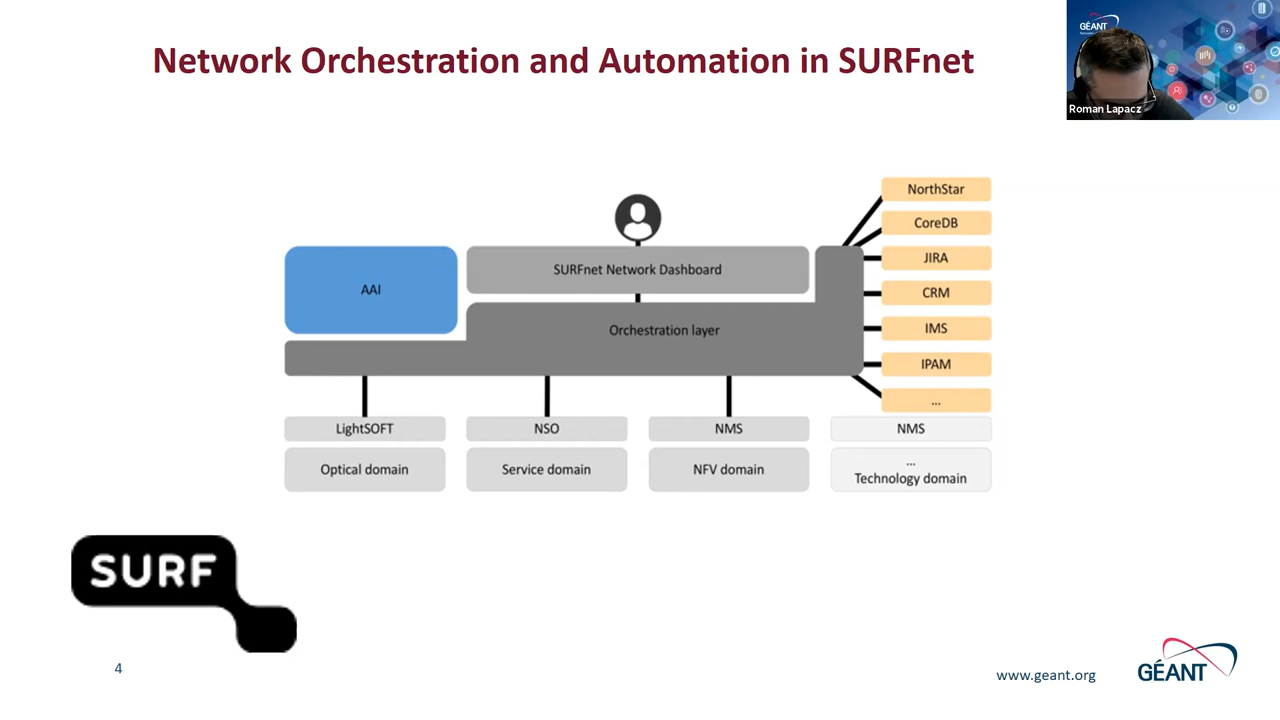 Network Orchestration and Automation in SURFnet
GÉANT
Roman Lapacz
NorthStar
CoreDB
JIRA
CRM
IMS
IPAM
...
AAI
SURFnet Network Dashboard
Orchestration layer
LightSOFT
NSO
NMS
NMS
Optical domain
Service domain
NFV domain
...
Technology domain
SURF
4
www.geant.org
GÉANT